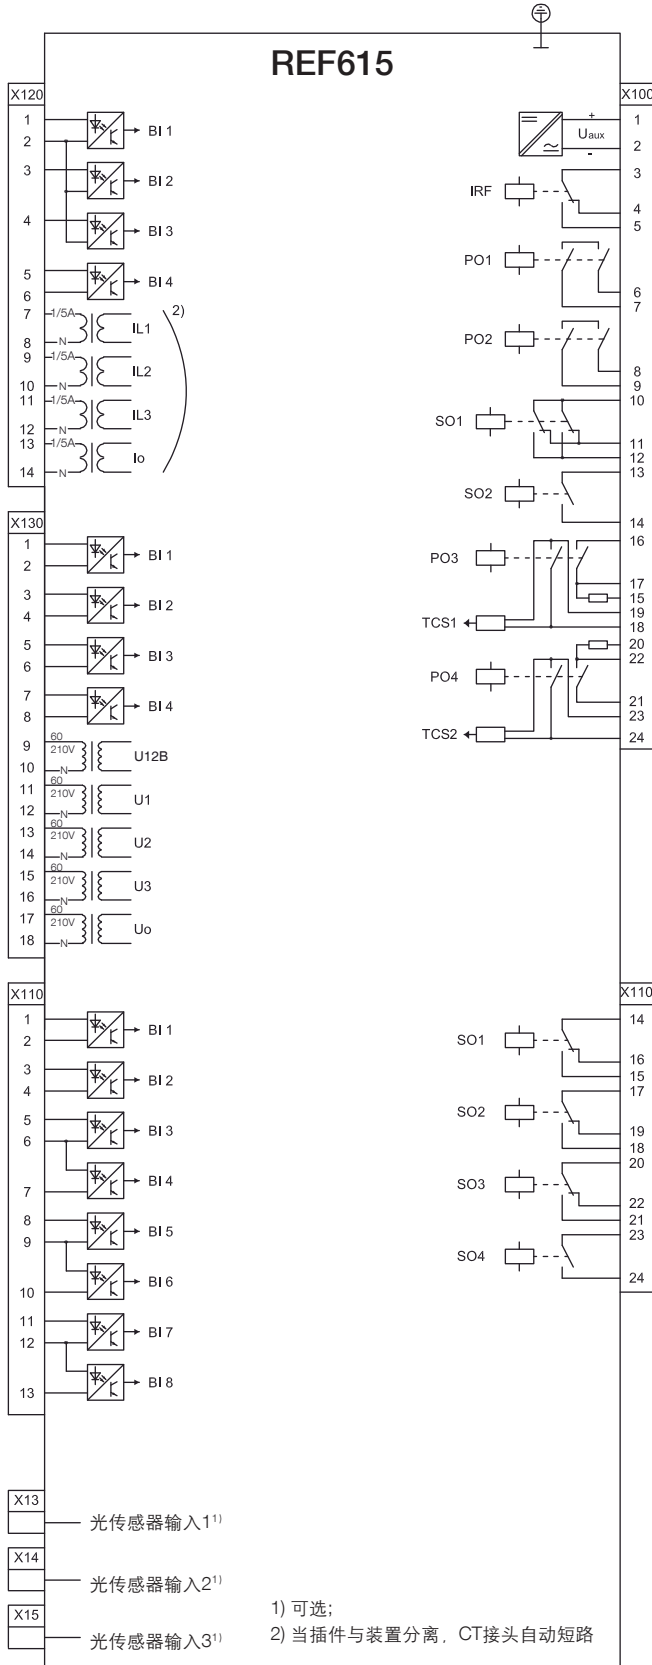 REF615
X120
1
2
BI 1
3
BI 2
4
BI 3
5
6
BI 4
7
1/5A
8
N
IL1
2)
9
1/5A
10
N
IL2
11
1/5A
12
N
IL3
13
1/5A
14
N
Io
X130
1
2
BI 1
3
4
BI 2
5
6
BI 3
7
8
BI 4
9
60
210V
10
N
U12B
11
60
210V
12
N
U1
13
60
210V
14
N
U2
15
60
210V
16
N
U3
17
60
210V
18
N
Uo
X110
1
2
BI 1
3
4
BI 2
5
6
BI 3
7
BI 4
8
9
BI 5
10
BI 6
11
12
BI 7
13
BI 8
X13
光传感器输入1¹⁾
X14
光传感器输入2¹⁾
X15
光传感器输入3¹⁾
X100
+
Uaux
-
1
2
IRF
3
4
5
PO1
6
7
PO2
8
9
SO1
10
11
12
SO2
13
14
PO3
16
17
15
19
TCS1
18
20
22
PO4
21
23
TCS2
24
X110
SO1
14
16
15
SO2
17
19
18
SO3
20
22
21
SO4
23
24
1) 可选;
2) 当插件与装置分离，CT接头自动短路